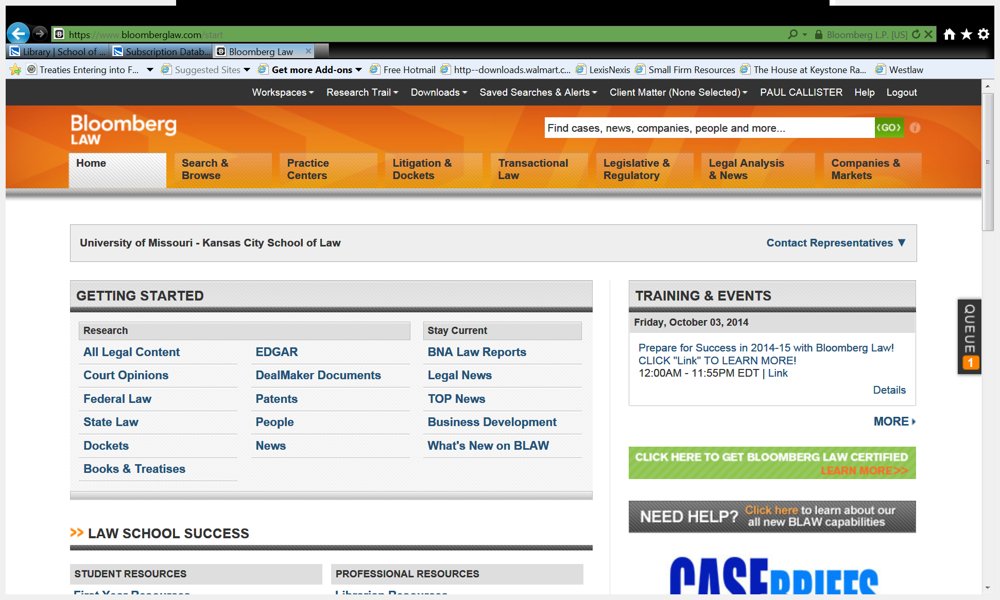 https://www.bloomberglaw.com/start
Bloomberg L.P. [US]
Library | School of ...
Subscription Datab...
Bloomberg Law
Treaties Entering into F...
Suggested Sites
Get more Add-ons
Free Hotmail
http--downloads.walmart.c...
LexisNexis
Small Firm Resources
The House at Keystone Ra...
Westlaw
Workspaces
Research Trail
Downloads
Saved Searches & Alerts
Client Matter (None Selected)
PAUL CALLISTER
Help
Logout
Bloomberg
LAW
Find cases, news, companies, people and more...
<GO>
Home
Search &
Browse
Practice
Centers
Litigation &
Dockets
Transactional
Law
Legislative &
Regulatory
Legal Analysis
& News
Companies &
Markets
University of Missouri - Kansas City School of Law
Contact Representatives ▼
GETTING STARTED
Research
All Legal Content
Court Opinions
Federal Law
State Law
Dockets
Books & Treatises
EDGAR
DealMaker Documents
Patents
People
News
Stay Current
BNA Law Reports
Legal News
TOP News
Business Development
What's New on BLAW
TRAINING & EVENTS
Friday, October 03, 2014
Prepare for Success in 2014-15 with Bloomberg Law!
CLICK "Link" TO LEARN MORE!
12:00AM - 11:55PM EDT | Link
Details
MORE
QUEUE 1
CLICK HERE TO GET BLOOMBERG LAW CERTIFIED
LEARN MORE>>
NEED HELP?
Click here to learn about our
all new BLAW capabilities
>> LAW SCHOOL SUCCESS
STUDENT RESOURCES
First Year Resources
PROFESSIONAL RESOURCES
Librarian Resources
CASEBRIEFS